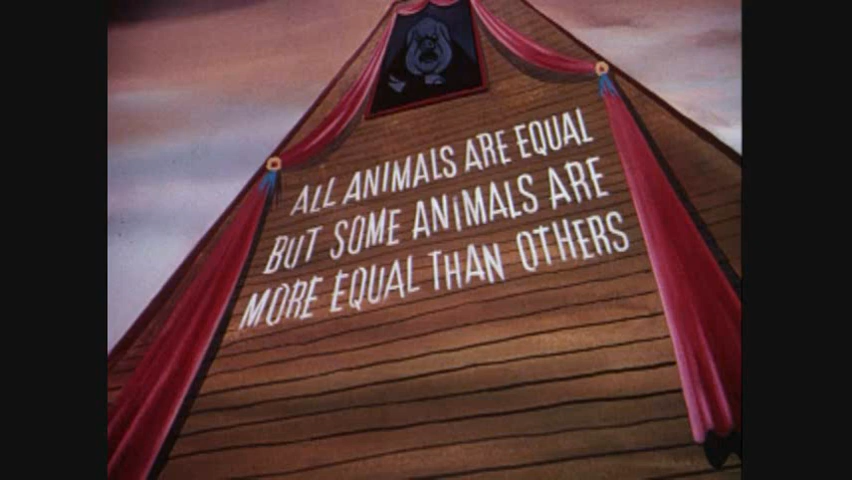 ALL ANIMALS ARE EQUAL
BUT SOME ANIMALS ARE
MORE EQUAL THAN OTHERS